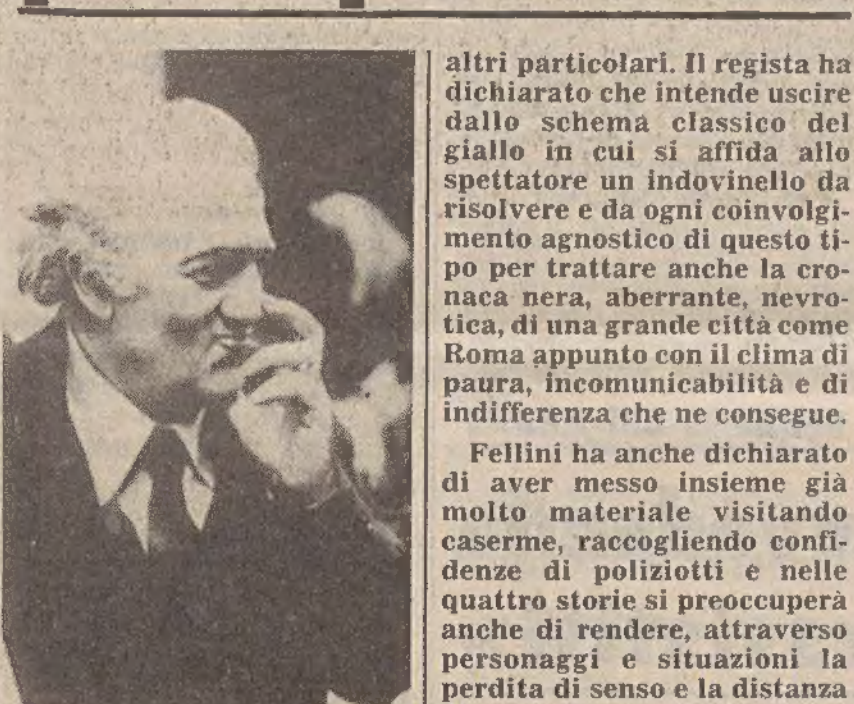 altri particolari. Il regista ha
dichiarato che intende uscire
dallo schema classico del
giallo in cui si affida allo
spettatore un indovinello da
risolvere e da ogni coinvolgi-
mento agnostico di questo ti-
po per trattare anche la cro-
naca nera, aberrante, nevro-
tica, di una grande città come
Roma appunto con il clima di
paura, incomunicabilità e di
indifferenza che ne consegue.
Fellini ha anche dichiarato
di aver messo insieme già
molto materiale visitando
caserme, raccogliendo confi-
denze di poliziotti e nelle
quattro storie si preoccuperà
anche di rendere, attraverso
personaggi e situazioni la
perdita di senso e la distanza